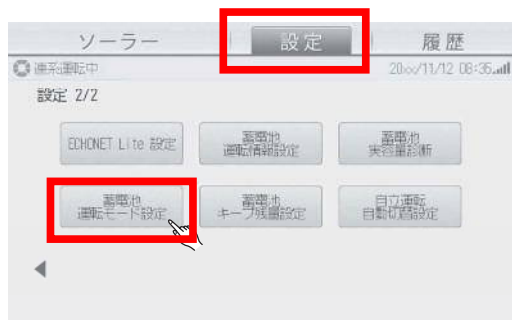 ソーラー
設定
履歴
連系運転中
20xx/11/12 08:36
設定 2/2
ECHONET Lite 設定
蓄電池
運転情報設定
蓄電池
実容量診断
蓄電池
運転モード設定
蓄電池
キープ残量設定
自立運転
自動切替設定